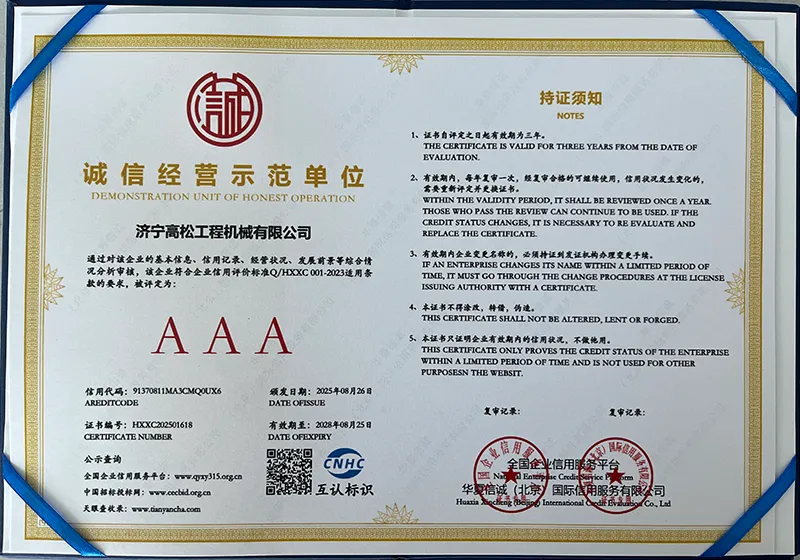 诚信经营示范单位
DEMONSTRATION UNIT OF HONEST OPERATION
济宁高松工程机械有限公司
通过对该企业的基本信息、信用记录、经营状况、发展前景等综合情
况分析审核，该企业符合企业信用评价标准Q/HXXC 001-2023适用条
款的要求，被评定为：
AAA
信用代码：91370811MA3CMQ0UX6
AREDITCODE
颁发日期：2025年08月26日
DATE OFISSUE
证书编号：HXXC202501618
CERTIFICATE NUMBER
有效期至：2028年08月25日
DATE OFEXPIRY
公示查询
全国企业信用服务平台：www.qyxy315.org.cn
中国招标投标网：www.cecbid.org.cn
天眼查收录：www.tianyancha.com
CNHC
互认标识
持证须知
NOTES
1、证书自评定之日起有效期为三年。
THE CERTIFICATE IS VALID FOR THREE YEARS FROM THE DATE OF
EVALUATION.
2、有效期内，每年复审一次，经复审合格的可继续使用，信用状况发生变化的，
需要重新评定并更换证书。
WITHIN THE VALIDITY PERIOD, IT SHALL BE REVIEWED ONCE A YEAR.
THOSE WHO PASS THE REVIEW CAN CONTINUE TO BE USED. IF THE
CREDIT STATUS CHANGES, IT IS NECESSARY TO RE EVALUATE AND
REPLACE THE CERTIFICATE.
3、有效期内企业变更名称的，必须持证到发证机构办理变更手续。
IF AN ENTERPRISE CHANGES ITS NAME WITHIN A LIMITED PERIOD OF
TIME, IT MUST GO THROUGH THE CHANGE PROCEDURES AT THE LICENSE
ISSUING AUTHORITY WITH A CERTIFICATE.
4、本证书不得涂改，转借，伪造。
THIS CERTIFICATE SHALL NOT BE ALTERED, LENT OR FORGED.
5、本证书只证明企业有效期内的信用状况，不做他用。
THIS CERTIFICATE ONLY PROVES THE CREDIT STATUS OF THE ENTERPRISE
WITHIN A LIMITED PERIOD OF TIME AND IS NOT USED FOR OTHER
PURPOSESN THE WEBSIT.
复审记录：
复审记录：
全国企业信用服务平台
National Enterprise Credit Service Platform
华夏信诚（北京）国际信用服务有限公司
Huaxia Xincheng (Beijing) International Credit Evaluation Co., Ltd